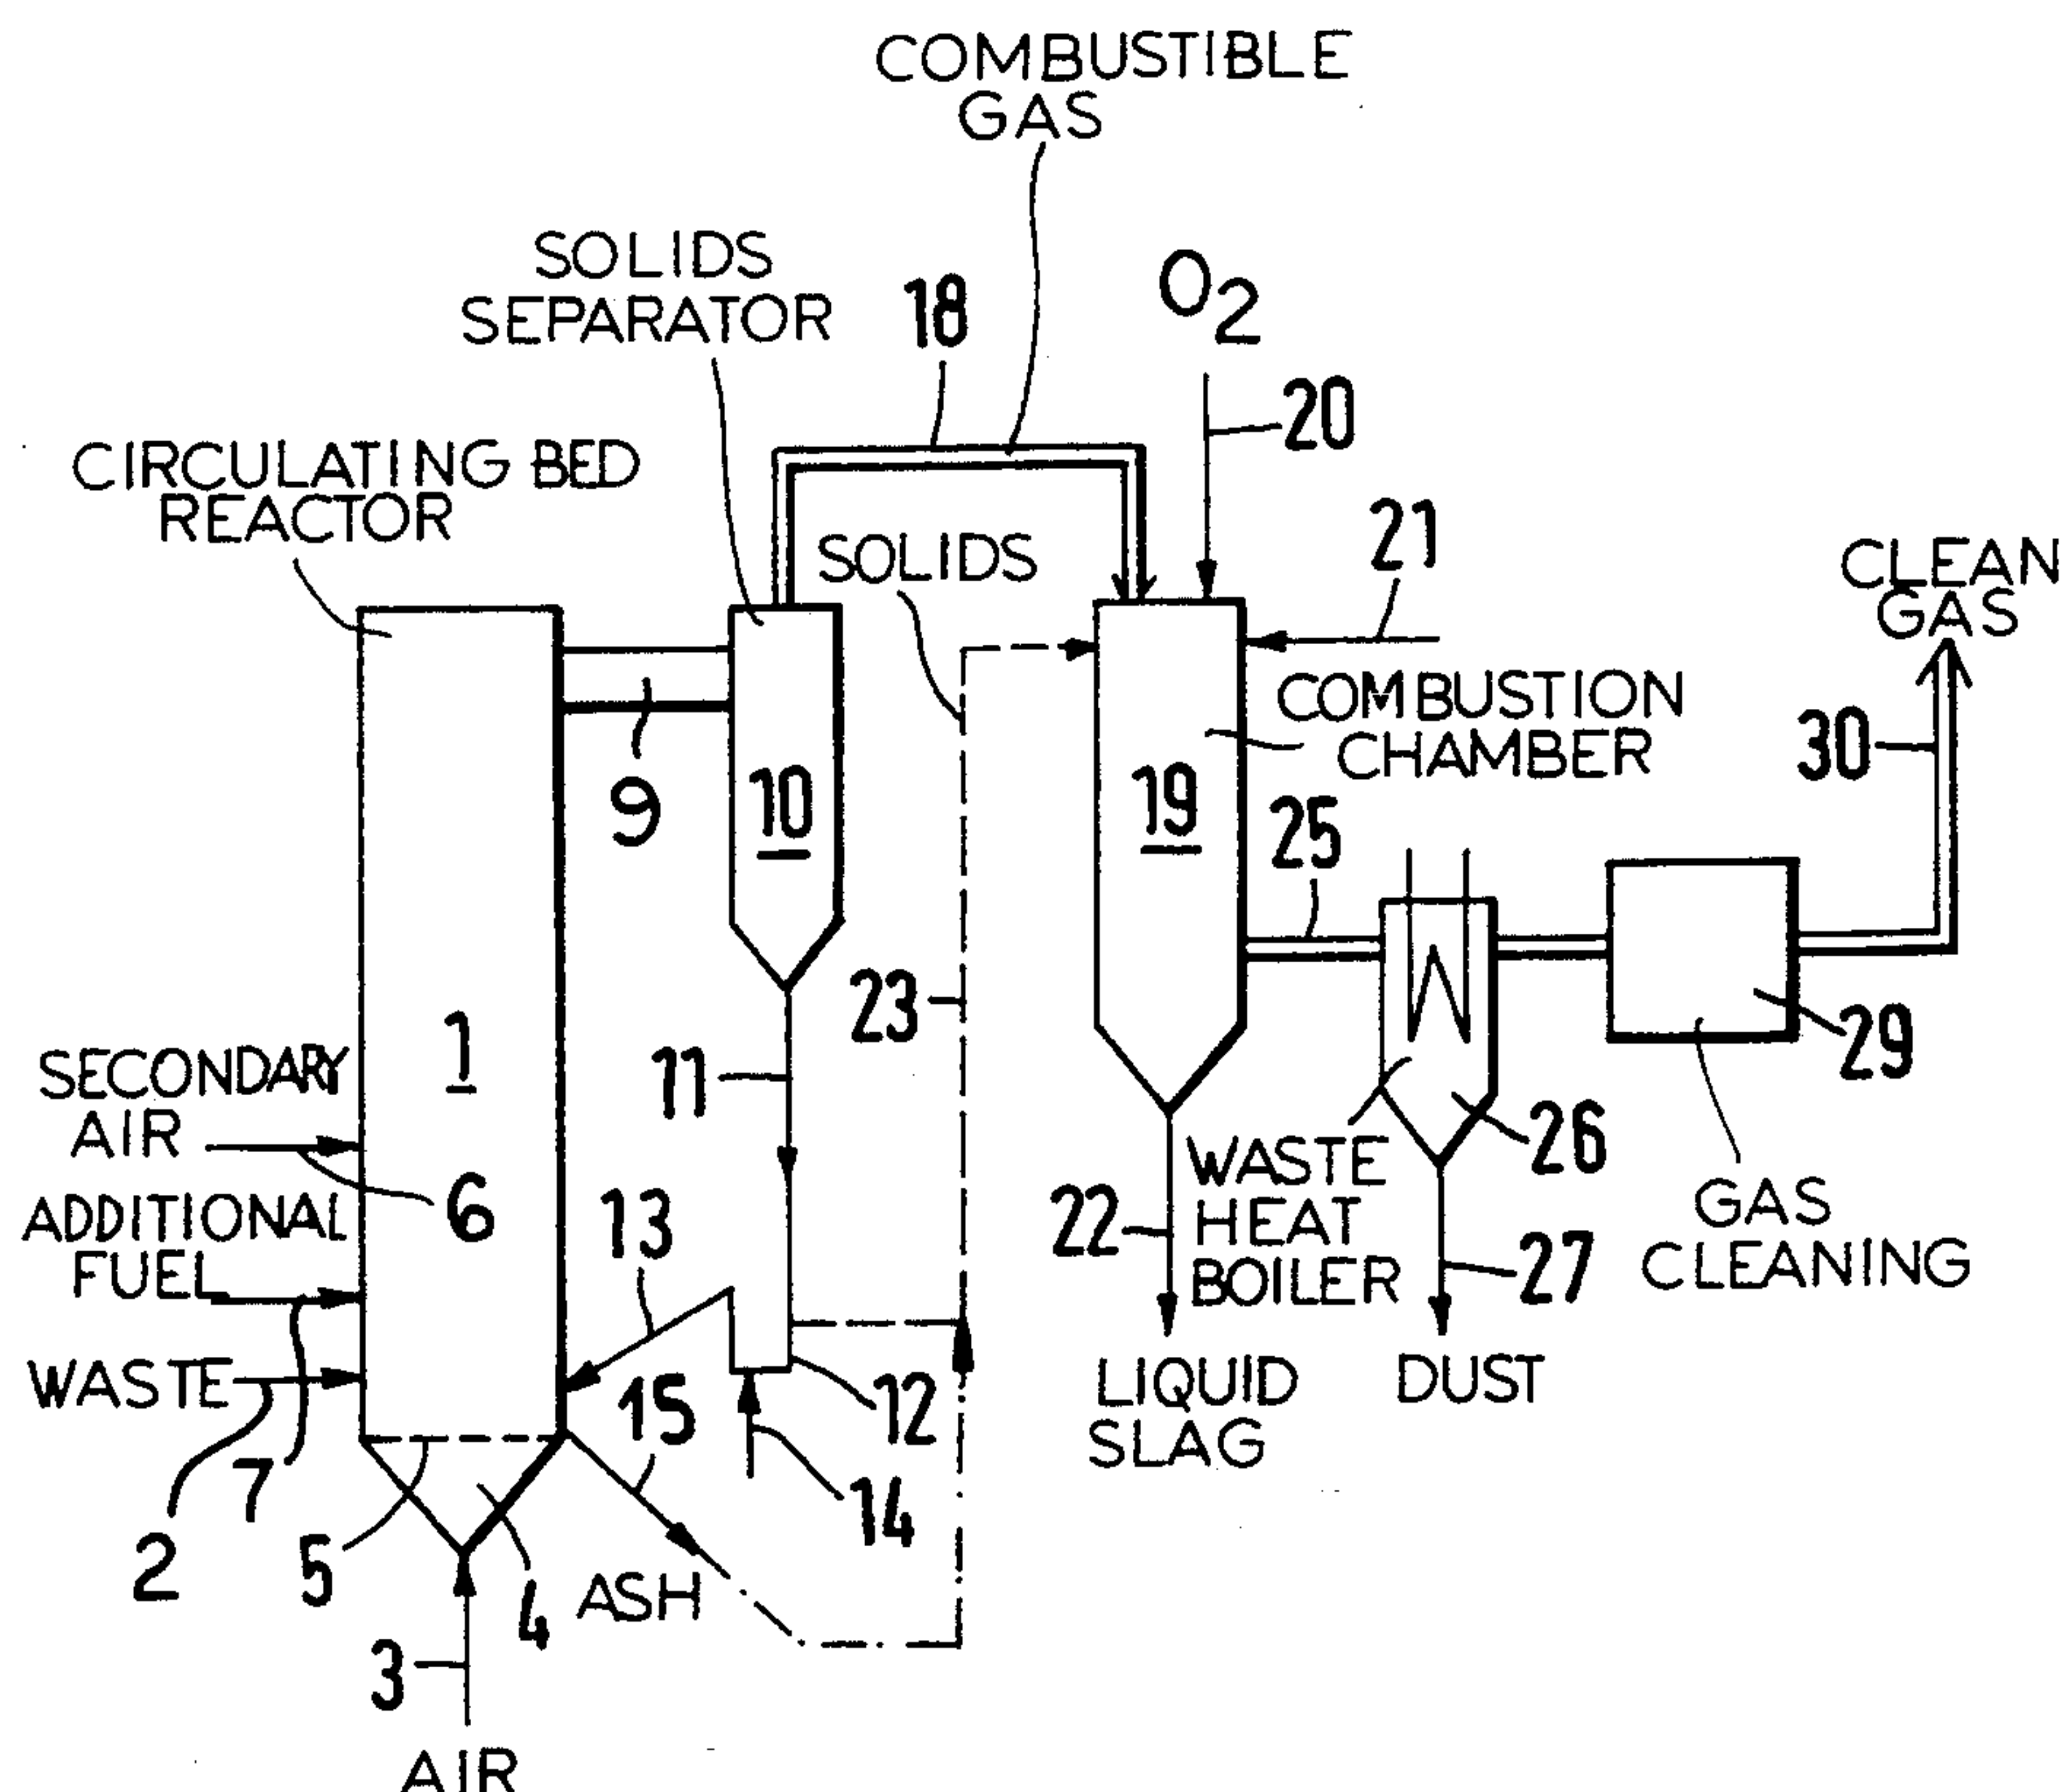 COMBUSTIBLE
GAS
SOLIDS
SEPARATOR
18
O2
20
CIRCULATING BED
REACTOR
SOLIDS
21
CLEAN
GAS
COMBUSTION
CHAMBER
30
9
10
19
25
23
29
1
11
SECONDARY
AIR
26
WASTE
HEAT
BOILER
6
13
22
27
GAS
CLEANING
ADDITIONAL
FUEL
WASTE
15
12
LIQUID
SLAG
DUST
7
14
2
5
4
ASH
3
AIR